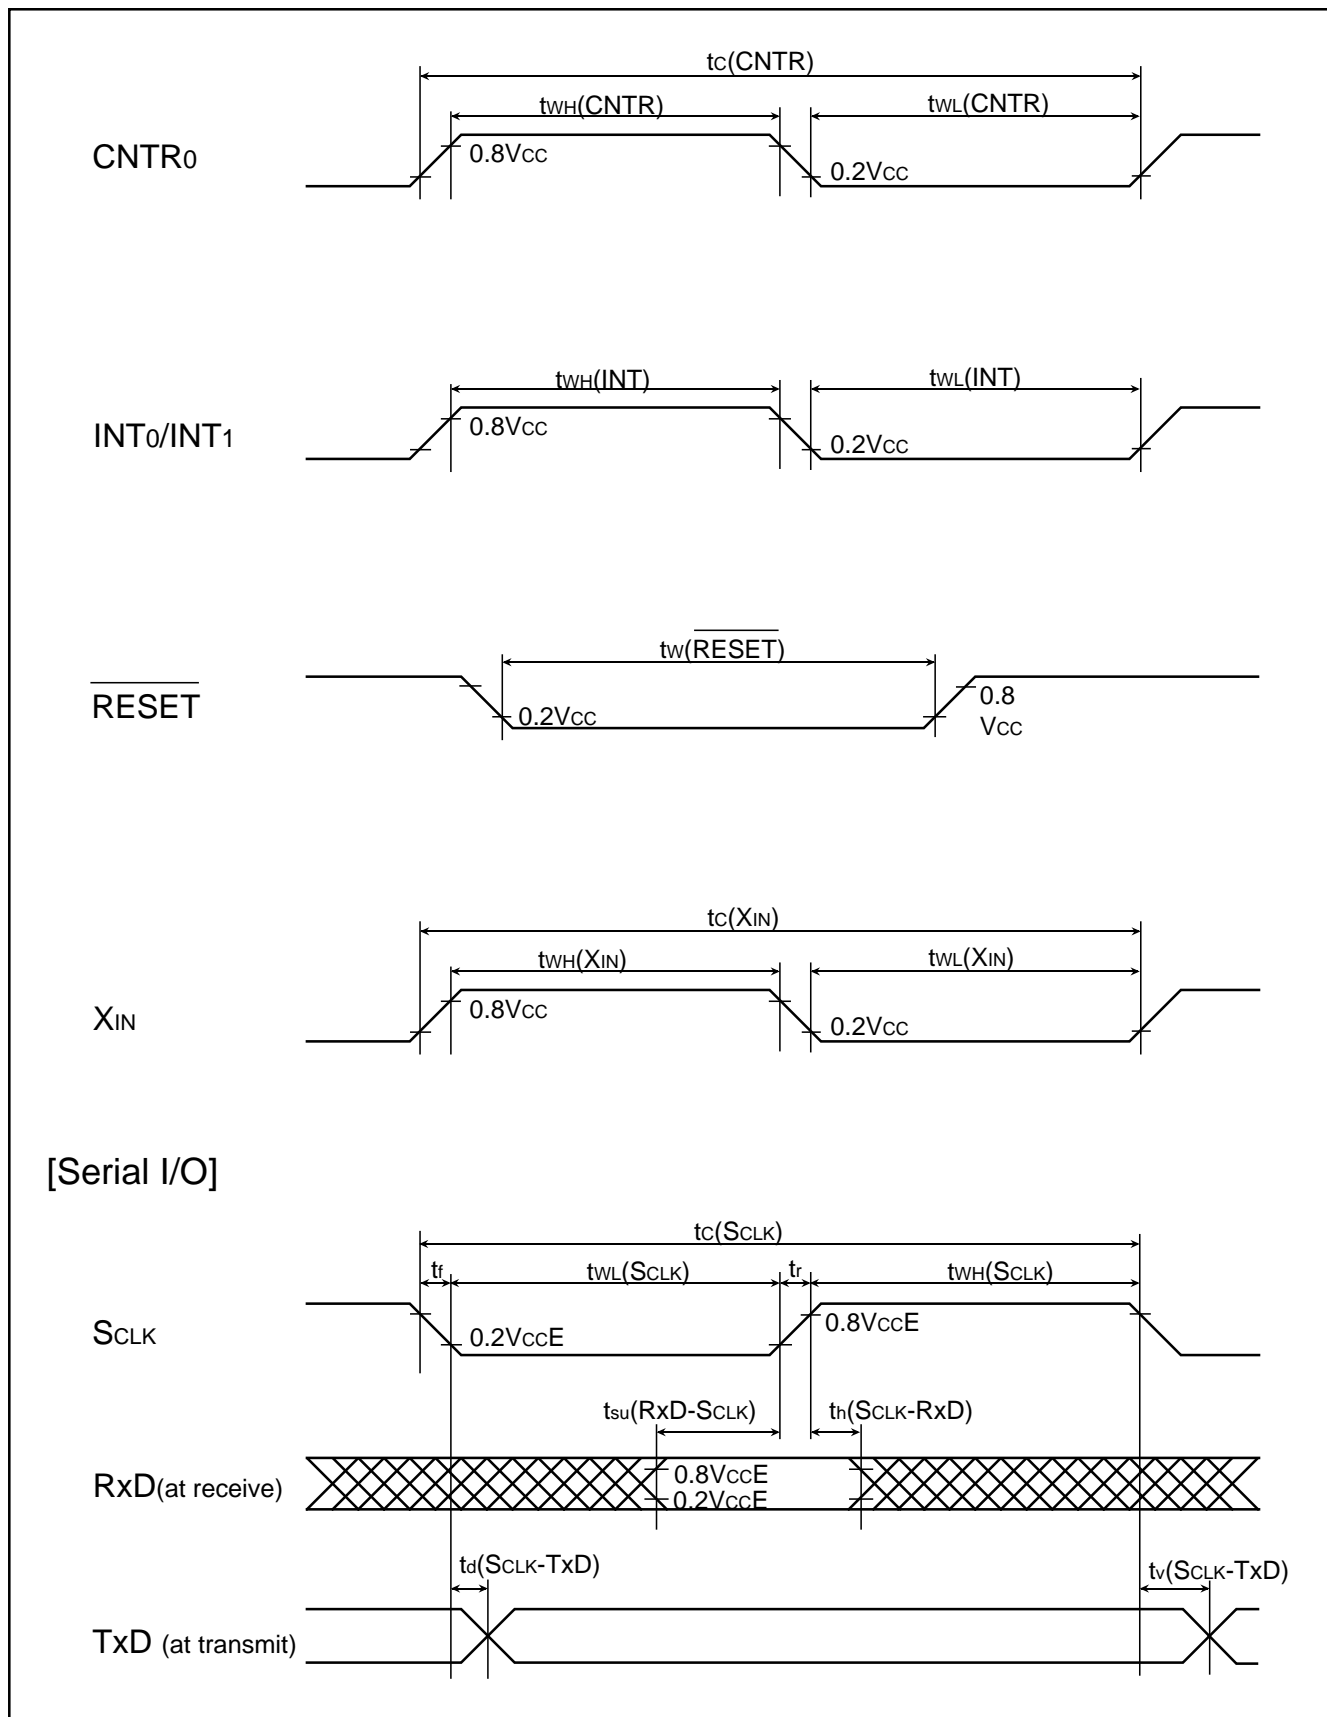 tC(CNTR)
tWH(CNTR)
tWL(CNTR)
CNTR0
0.8VCC
0.2VCC
tWH(INT)
tWL(INT)
INT0/INT1
0.8VCC
0.2VCC
tW(RESET)
RESET
0.2VCC
0.8
VCC
tC(XIN)
tWH(XIN)
tWL(XIN)
XIN
0.8VCC
0.2VCC
[Serial I/O]
tC(SCLK)
tf
tWL(SCLK)
tr
tWH(SCLK)
SCLK
0.2VCCE
0.8VCCE
tsu(RxD-SCLK)
th(SCLK-RxD)
RxD(at receive)
0.8VCCE
0.2VCCE
td(SCLK-TxD)
tv(SCLK-TxD)
TxD (at transmit)